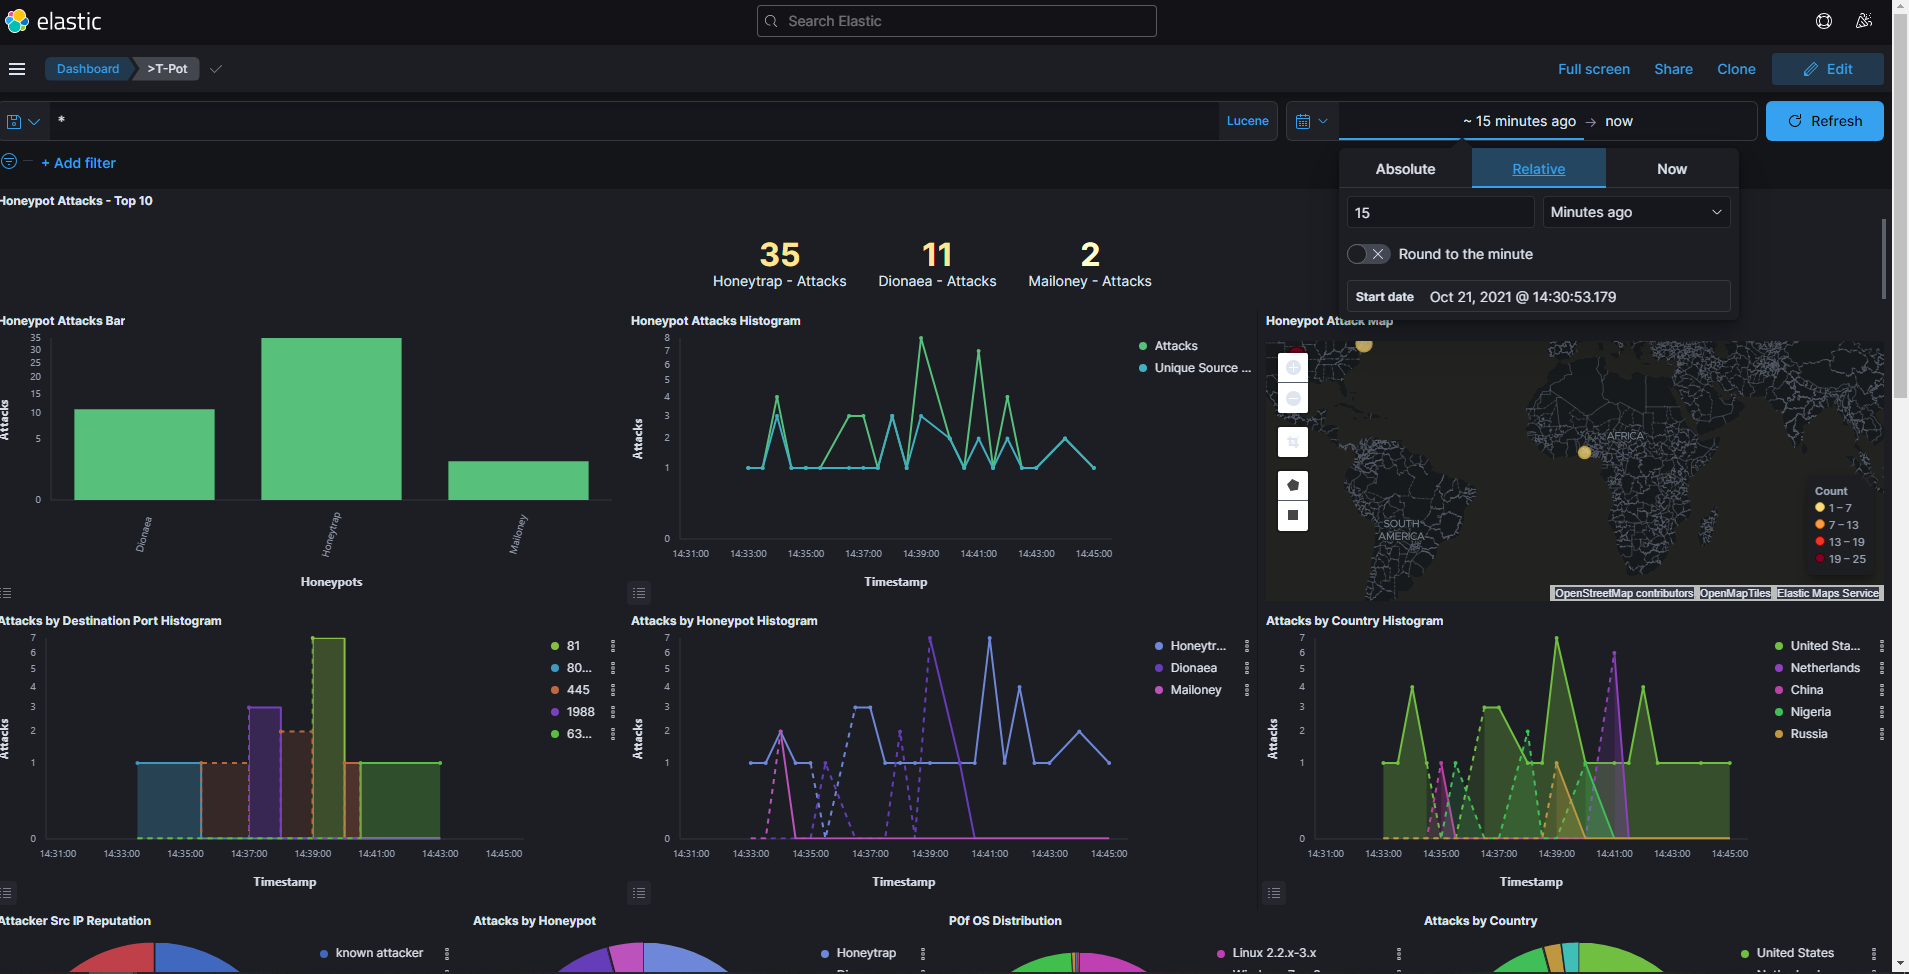 elastic
Search Elastic
Dashboard
>T-Pot
Full screen
Share
Clone
Edit
*
Lucene
~ 15 minutes ago → now
Refresh
+ Add filter
Absolute
Relative
Now
15
Minutes ago
Round to the minute
Start date Oct 21, 2021 @ 14:30:53.179
Honeypot Attacks - Top 10
35
Honeytrap - Attacks
11
Dionaea - Attacks
2
Mailoney - Attacks
Honeypot Attacks Bar
35
30
25
20
15
10
5
0
Attacks
Dionaea
Honeytrap
Mailoney
Honeypots
Honeypot Attacks Histogram
8
7
6
5
4
3
2
1
0
Attacks
14:31:00 14:33:00 14:35:00 14:37:00 14:39:00 14:41:00 14:43:00 14:45:00
Timestamp
Attacks
Unique Source ...
Honeypot Attack Map
AFRICA
SOUTH
AMERICA
Count
1 – 7
7 – 13
13 – 19
19 – 25
OpenStreetMap contributors OpenMapTiles Elastic Maps Service
Attacks by Destination Port Histogram
7
6
5
4
3
2
1
0
Attacks
14:31:00 14:33:00 14:35:00 14:37:00 14:39:00 14:41:00 14:43:00 14:45:00
Timestamp
81
80...
445
1988
63...
Attacks by Honeypot Histogram
7
6
5
4
3
2
1
0
Attacks
14:31:00 14:33:00 14:35:00 14:37:00 14:39:00 14:41:00 14:43:00 14:45:00
Timestamp
Honeytr...
Dionaea
Mailoney
Attacks by Country Histogram
7
6
5
4
3
2
1
0
Attacks
14:31:00 14:33:00 14:35:00 14:37:00 14:39:00 14:41:00 14:43:00 14:45:00
Timestamp
United Sta...
Netherlands
China
Nigeria
Russia
Attacker Src IP Reputation
known attacker
Attacks by Honeypot
Honeytrap
P0f OS Distribution
Linux 2.2.x-3.x
Attacks by Country
United States